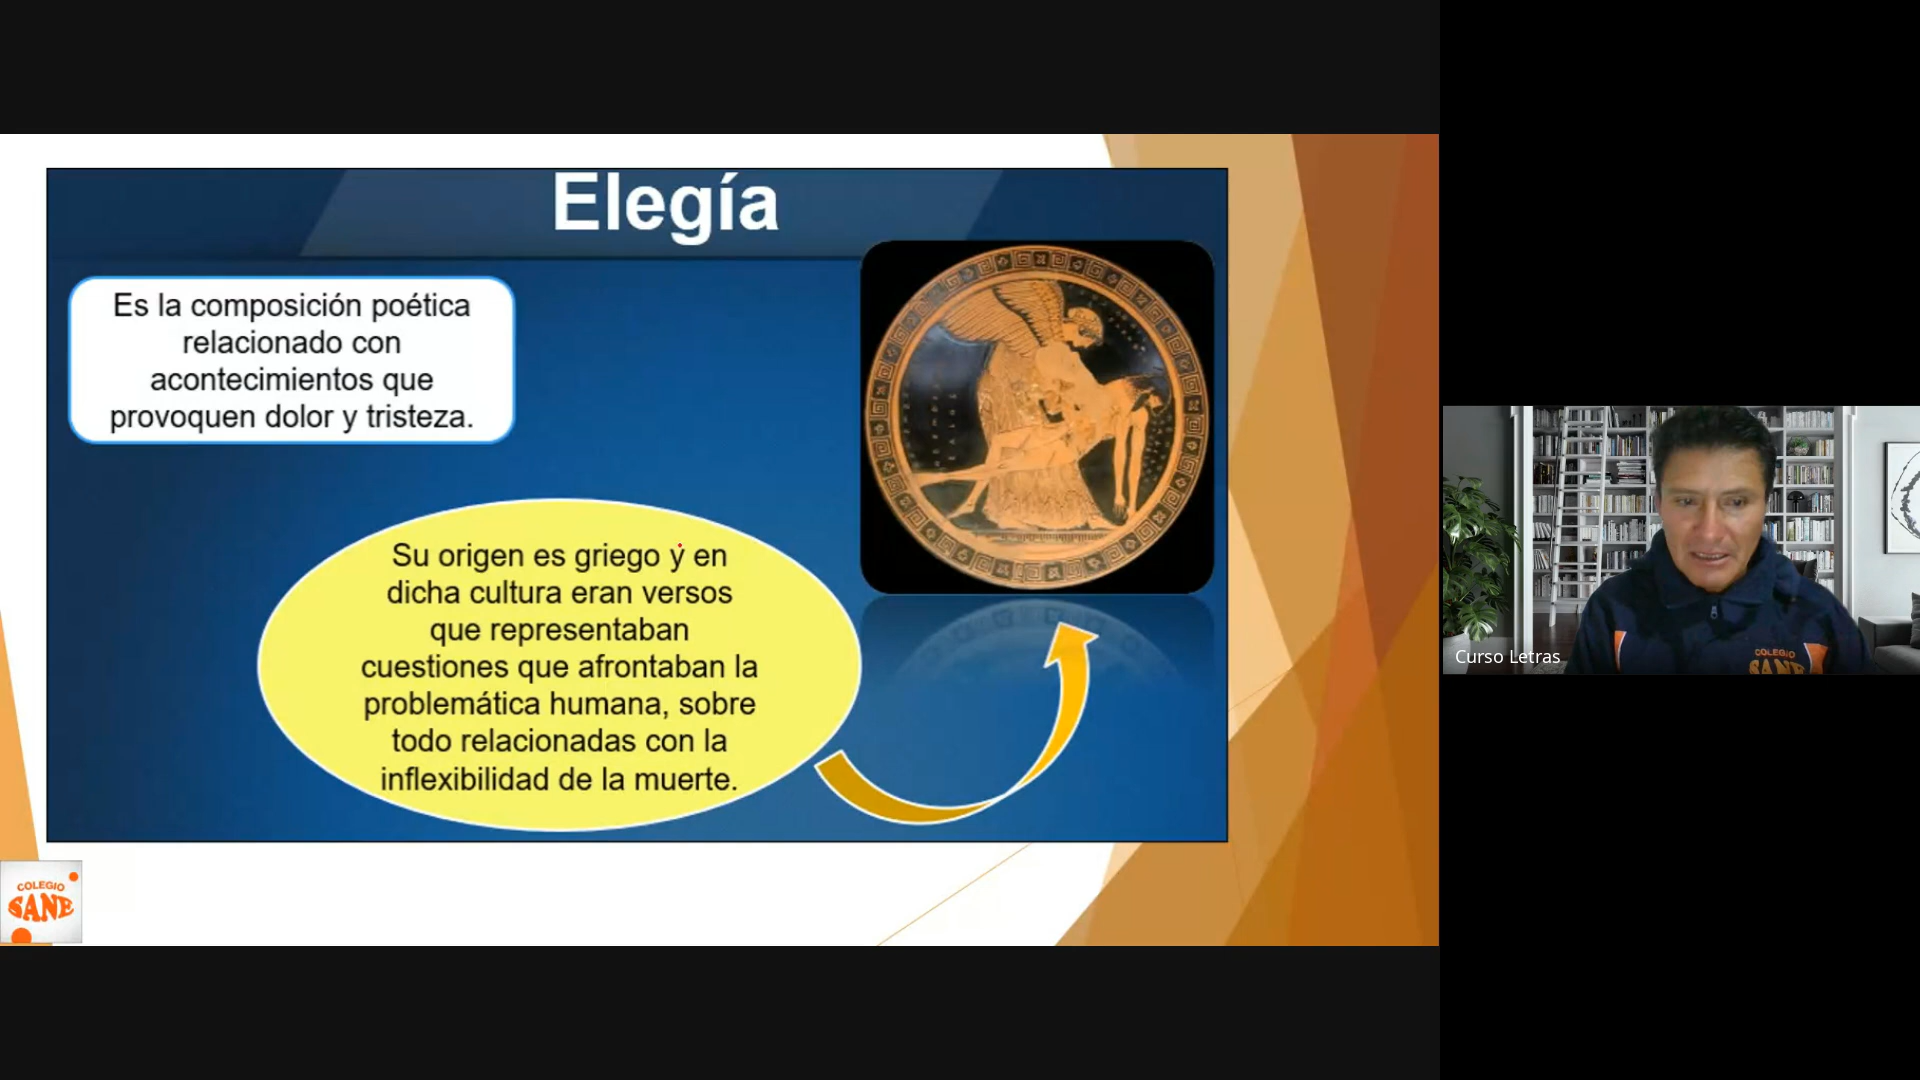 Elegía
Es la composición poética
relacionado con
acontecimientos que
provoquen dolor y tristeza.
Su origen es griego y en
dicha cultura eran versos
que representaban
cuestiones que afrontaban la
problemática humana, sobre
todo relacionadas con la
inflexibilidad de la muerte.
COLEGIO
SANE
Curso Letras
COLEGIO
SANE